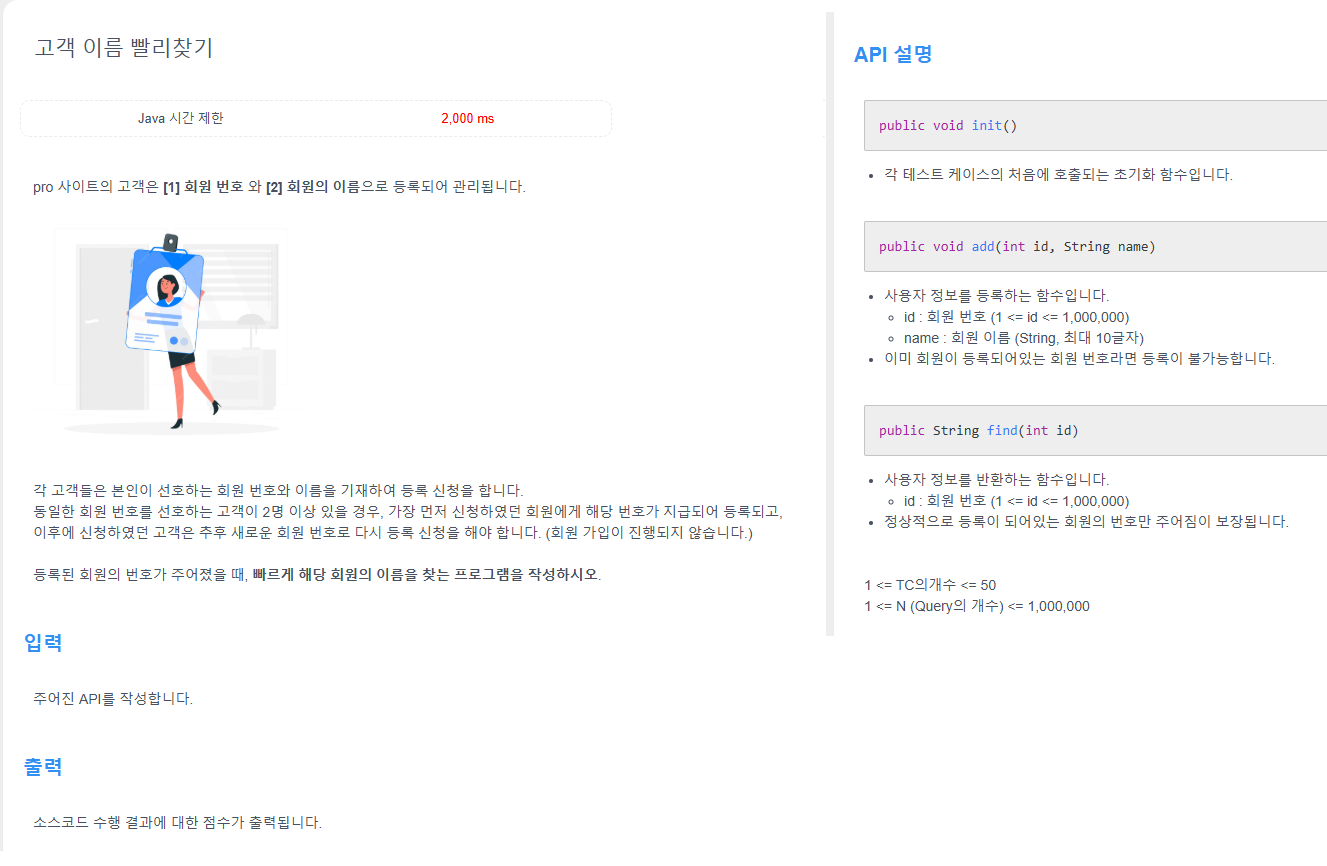 고객 이름 빨리찾기
Java 시간 제한 2,000 ms
pro 사이트의 고객은 [1] 회원 번호 와 [2] 회원의 이름으로 등록되어 관리됩니다.
각 고객들은 본인이 선호하는 회원 번호와 이름을 기재하여 등록 신청을 합니다.
동일한 회원 번호를 선호하는 고객이 2명 이상 있을 경우, 가장 먼저 신청하였던 회원에게 해당 번호가 지급되어 등록되고,
이후에 신청하였던 고객은 추후 새로운 회원 번호로 다시 등록 신청을 해야 합니다. (회원 가입이 진행되지 않습니다.)
등록된 회원의 번호가 주어졌을 때, 빠르게 해당 회원의 이름을 찾는 프로그램을 작성하시오.
입력
주어진 API를 작성합니다.
출력
소스코드 수행 결과에 대한 점수가 출력됩니다.
API 설명
public void init()
• 각 테스트 케이스의 처음에 호출되는 초기화 함수입니다.
public void add(int id, String name)
• 사용자 정보를 등록하는 함수입니다.
◦ id : 회원 번호 (1 <= id <= 1,000,000)
◦ name : 회원 이름 (String, 최대 10글자)
• 이미 회원이 등록되어있는 회원 번호라면 등록이 불가능합니다.
public String find(int id)
• 사용자 정보를 반환하는 함수입니다.
◦ id : 회원 번호 (1 <= id <= 1,000,000)
• 정상적으로 등록이 되어있는 회원의 번호만 주어짐이 보장됩니다.
1 <= TC의개수 <= 50
1 <= N (Query의 개수) <= 1,000,000